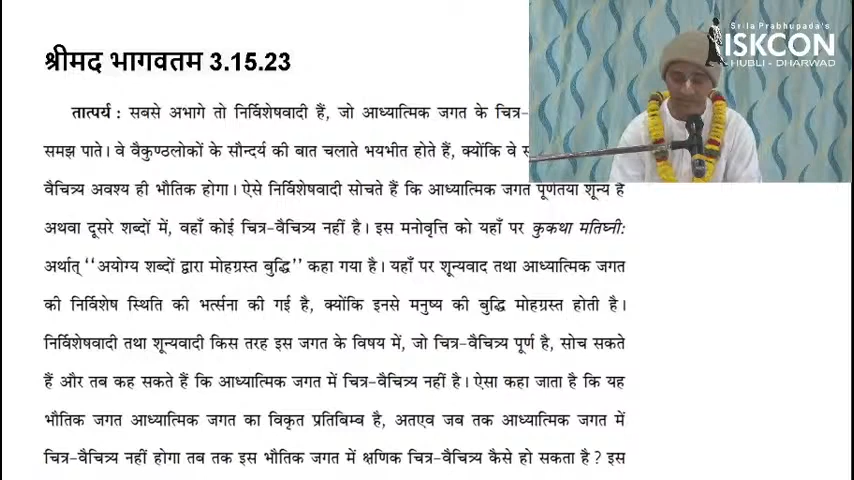 श्रीमद भागवतम 3.15.23
तात्पर्य : सबसे अभागे तो निर्विशेषवादी हैं, जो आध्यात्मिक जगत के चित्र-
समझ पाते। वे वैकुण्ठलोकों के सौन्दर्य की बात चलाते भयभीत होते हैं, क्योंकि वे
वैचित्र्य अवश्य ही भौतिक होगा। ऐसे निर्विशेषवादी सोचते हैं कि आध्यात्मिक जगत पूर्णतया शून्य है
अथवा दूसरे शब्दों में, वहाँ कोई चित्र-वैचित्र्य नहीं है। इस मनोवृत्ति को यहाँ पर कुकथा मतिघ्नीः
अर्थात् ‘‘अयोग्य शब्दों द्वारा मोहग्रस्त बुद्धि’’ कहा गया है। यहाँ पर शून्यवाद तथा आध्यात्मिक जगत
की निर्विशेष स्थिति की भर्त्सना की गई है, क्योंकि इनसे मनुष्य की बुद्धि मोहग्रस्त होती है।
निर्विशेषवादी तथा शून्यवादी किस तरह इस जगत के विषय में, जो चित्र-वैचित्र्य पूर्ण है, सोच सकते
हैं और तब कह सकते हैं कि आध्यात्मिक जगत में चित्र-वैचित्र्य नहीं है। ऐसा कहा जाता है कि यह
भौतिक जगत आध्यात्मिक जगत का विकृत प्रतिबिम्ब है, अतएव जब तक आध्यात्मिक जगत में
चित्र-वैचित्र्य नहीं होगा तब तक इस भौतिक जगत में क्षणिक चित्र-वैचित्र्य कैसे हो सकता है? इस
Srila Prabhupada's
ISKCON
HUBLI - DHARWAD